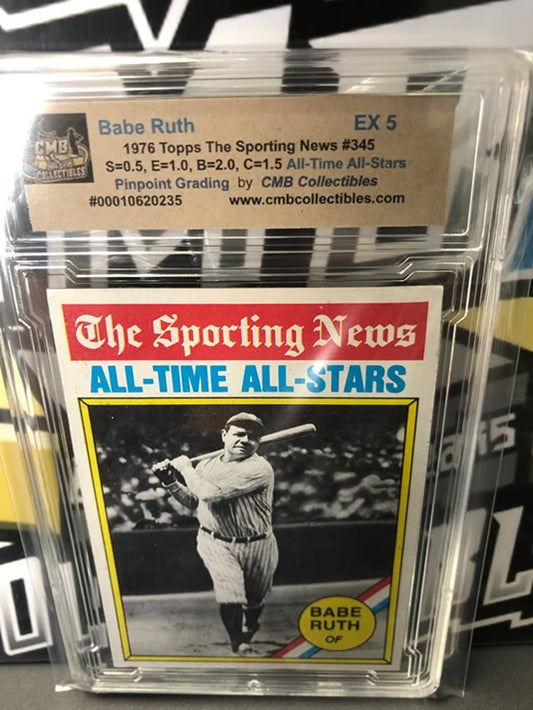 CMB
COLLECTIBLES
Babe Ruth EX 5
1976 Topps The Sporting News #345
S=0.5, E=1.0, B=2.0, C=1.5 All-Time All-Stars
Pinpoint Grading by CMB Collectibles
#00010620235 www.cmbcollectibles.com
The Sporting News
ALL-TIME ALL-STARS
BABE
RUTH
OF